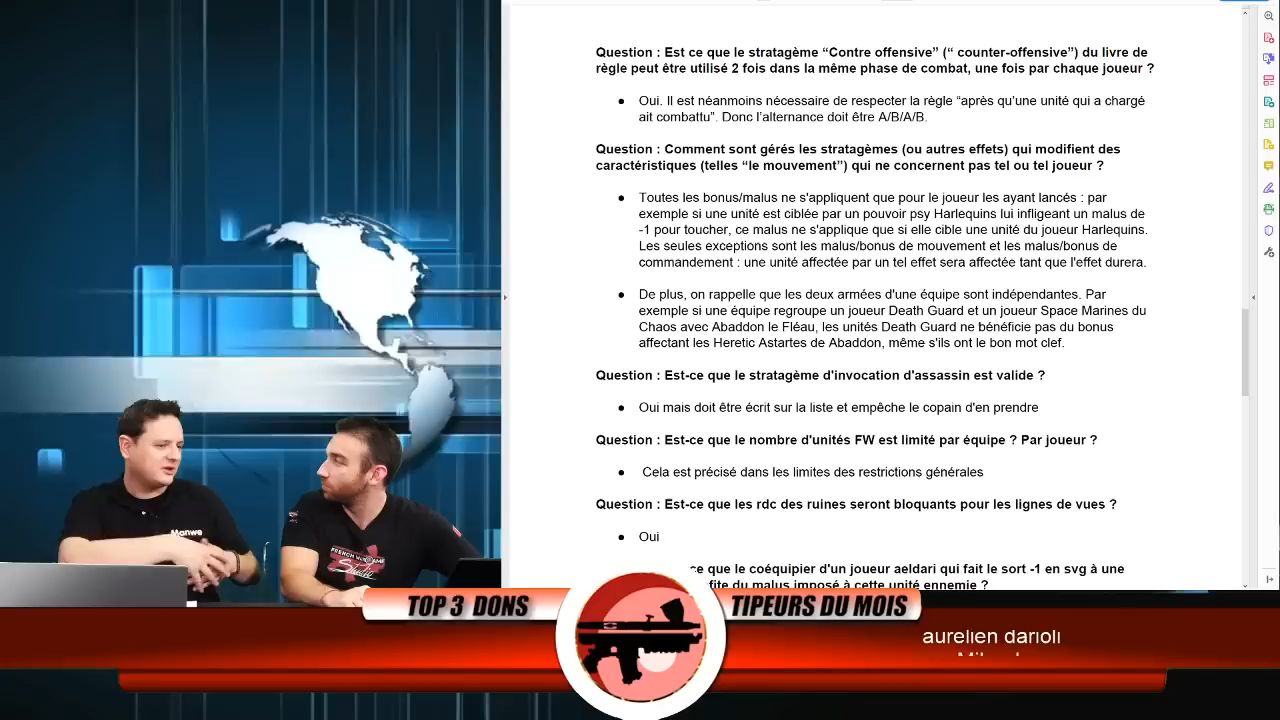 Question : Est ce que le stratagème “Contre offensive” (“ counter-offensive”) du livre de
règle peut être utilisé 2 fois dans la même phase de combat, une fois par chaque joueur ?
● Oui. Il est néanmoins nécessaire de respecter la règle “après qu’une unité qui a chargé
ait combattu”. Donc l’alternance doit être A/B/A/B.
Question : Comment sont gérés les stratagèmes (ou autres effets) qui modifient des
caractéristiques (telles “le mouvement”) qui ne concernent pas tel ou tel joueur ?
● Toutes les bonus/malus ne s'appliquent que pour le joueur les ayant lancés : par
exemple si une unité est ciblée par un pouvoir psy Harlequins lui infligeant un malus de
-1 pour toucher, ce malus ne s'applique que si elle cible une unité du joueur Harlequins.
Les seules exceptions sont les malus/bonus de mouvement et les malus/bonus de
commandement : une unité affectée par un tel effet sera affectée tant que l'effet durera.
● De plus, on rappelle que les deux armées d'une équipe sont indépendantes. Par
exemple si une équipe regroupe un joueur Death Guard et un joueur Space Marines du
Chaos avec Abaddon le Fléau, les unités Death Guard ne bénéficie pas du bonus
affectant les Heretic Astartes de Abaddon, même s'ils ont le bon mot clef.
Question : Est-ce que le stratagème d'invocation d'assassin est valide ?
● Oui mais doit être écrit sur la liste et empêche le copain d'en prendre
Question : Est-ce que le nombre d'unités FW est limité par équipe ? Par joueur ?
● Cela est précisé dans les limites des restrictions générales
Question : Est-ce que les rdc des ruines seront bloquants pour les lignes de vues ?
● Oui
ce que le coéquipier d'un joueur aeldari qui fait le sort -1 en svg à une
fite du malus imposé à cette unité ennemie ?
Manwe
FRENCH WARGAME
Studio
TOP 3 DONS
TIPEURS DU MOIS
aurelien darioli